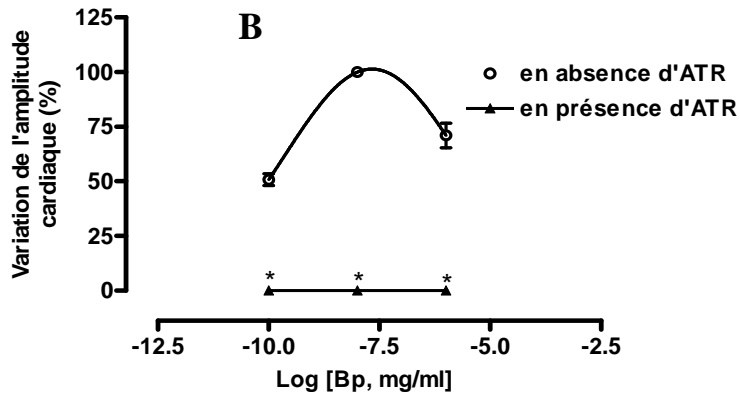 B
Variation de l'amplitude
cardiaque (%)
125
100
75
50
25
0
en absence d'ATR
en présence d'ATR
* * *
-12.5 -10.0 -7.5 -5.0 -2.5
Log [Bp, mg/ml]